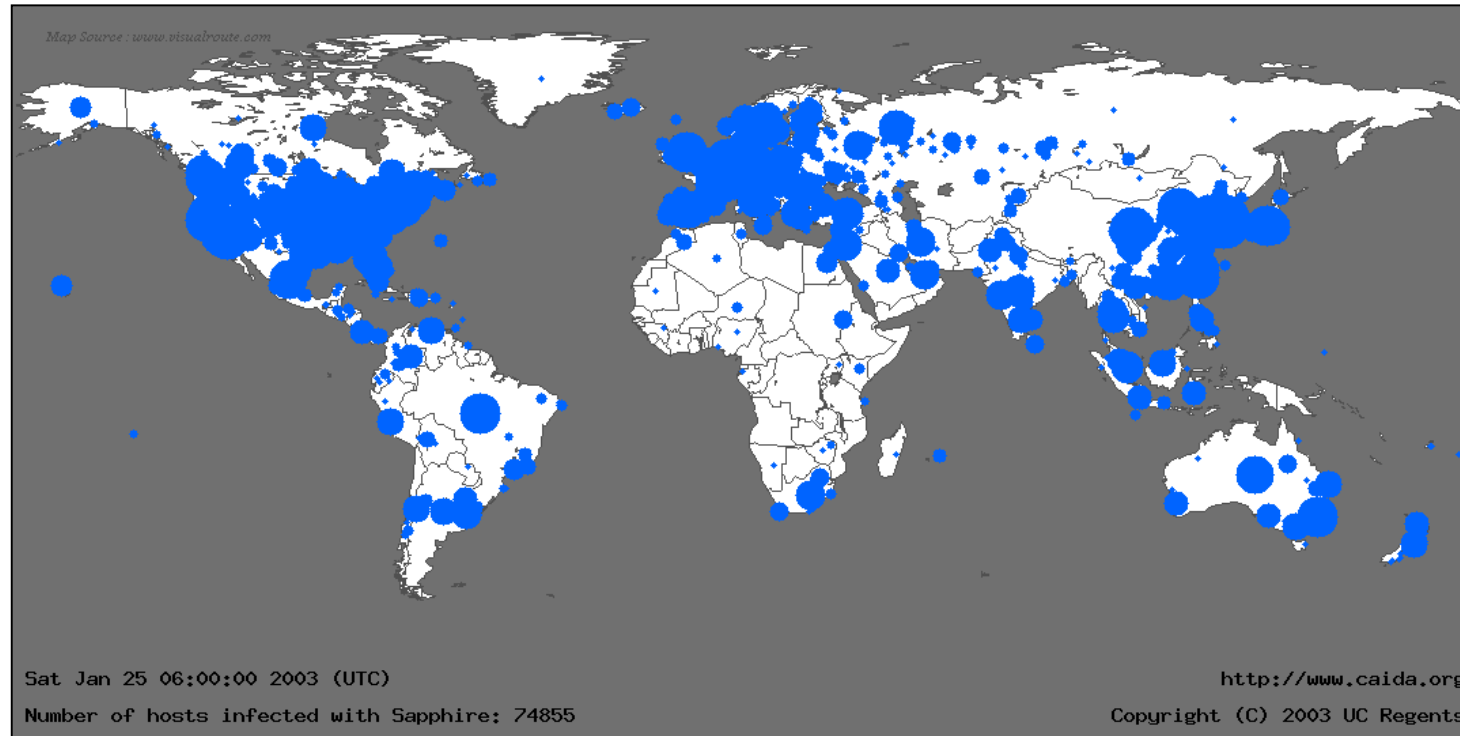 Map Source : www.visualroute.com
Sat Jan 25 06:00:00 2003 (UTC)
http://www.caida.org
Number of hosts infected with Sapphire: 74855
Copyright (C) 2003 UC Regents